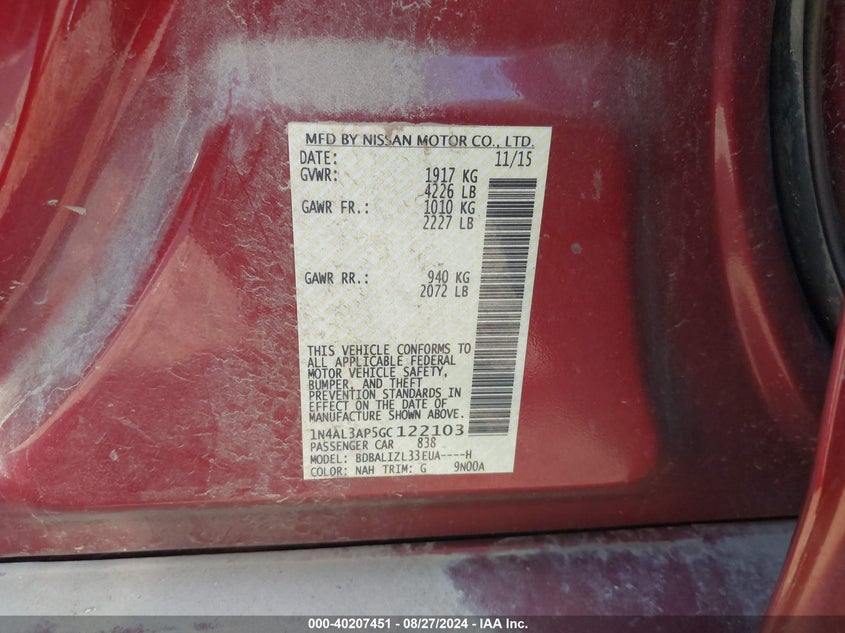 MFD BY NISSAN MOTOR CO., LTD.
DATE: 11/15
GVWR: 1917 KG
4226 LB
GAWR FR.: 1010 KG
2227 LB
GAWR RR.: 940 KG
2072 LB
THIS VEHICLE CONFORMS TO
ALL APPLICABLE FEDERAL
MOTOR VEHICLE SAFETY,
BUMPER, AND THEFT
PREVENTION STANDARDS IN
EFFECT ON THE DATE OF
MANUFACTURE SHOWN ABOVE.
1N4AL3AP5GC122103
PASSENGER CAR 838
MODEL: BDBALIZL33EUA----H
COLOR: NAH TRIM: G 9N00A
000-40207451 - 08/27/2024 - IAA Inc.